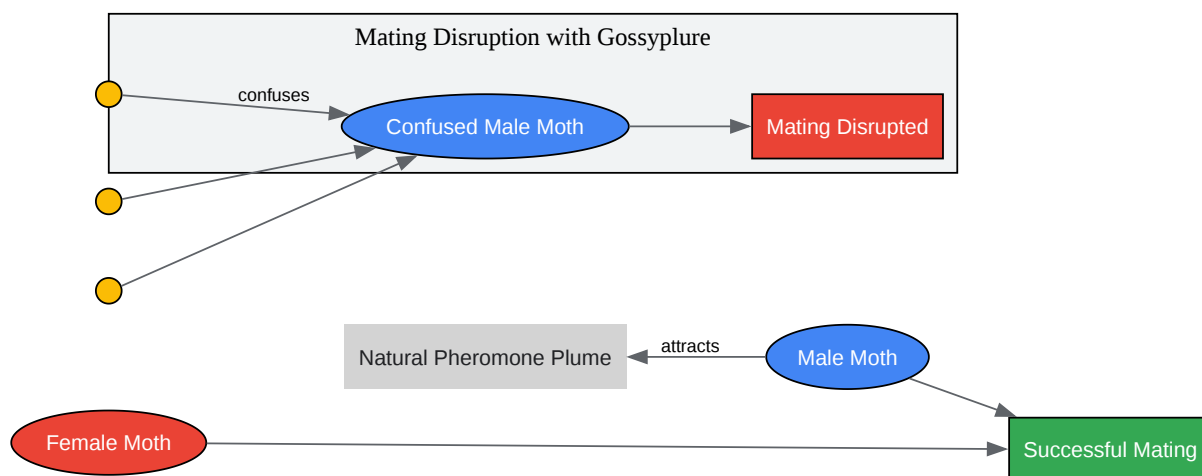 Mating Disruption with Gossyplure
confuses
Confused Male Moth
Mating Disrupted
Natural Pheromone Plume
attracts
Male Moth
Female Moth
Successful Mating